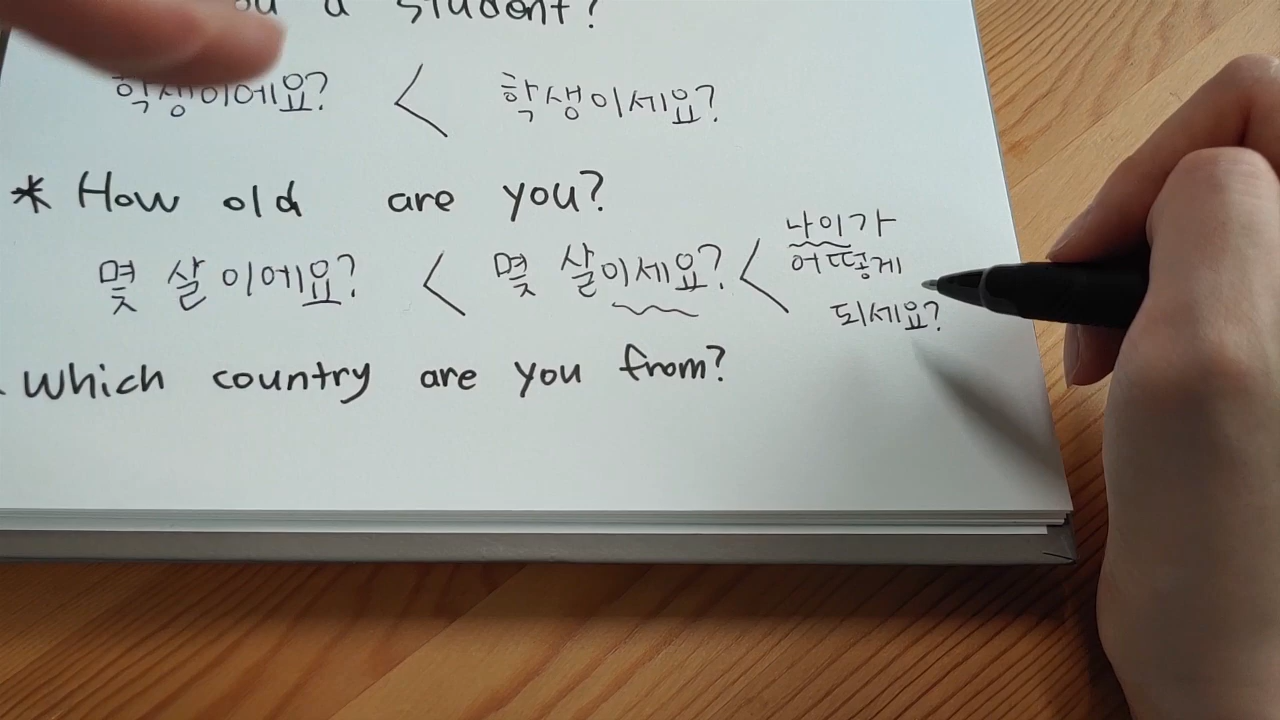 a student?
학생이에요? < 학생이세요?
* How old are you?
몇 살이에요? < 몇 살이세요? < 나이가
어떻게
되세요?
Which country are you from?